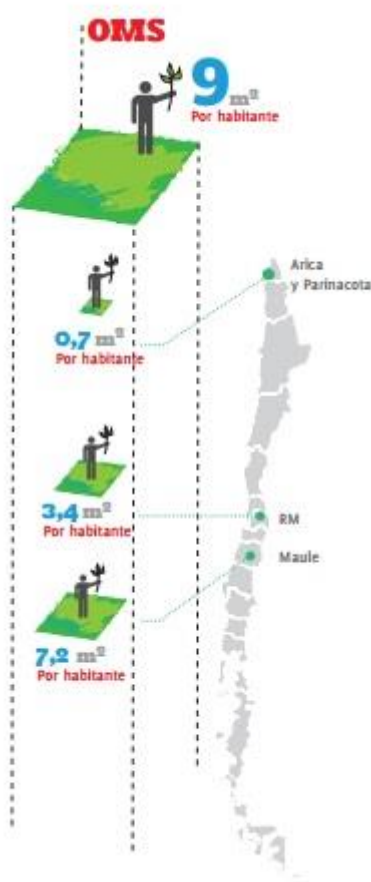 OMS
9 m²
Por habitante
Arica
y Parinacota
0,7 m²
Por habitante
3,4 m²
Por habitante
RM
Maule
7,2 m²
Por habitante